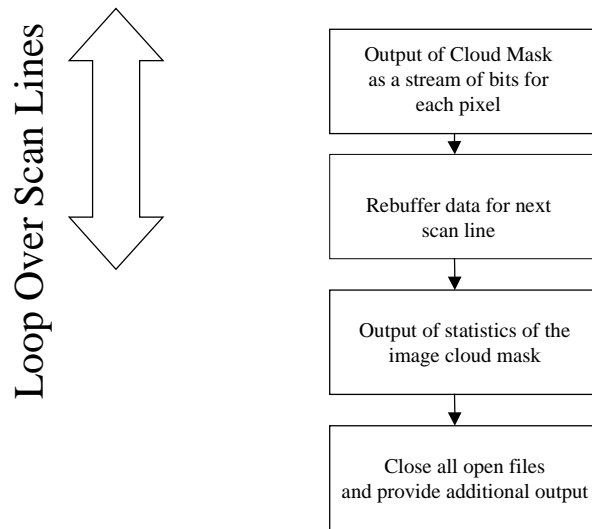 Loop Over Scan Lines
Output of Cloud Mask
as a stream of bits for
each pixel
Rebuffer data for next
scan line
Output of statistics of the
image cloud mask
Close all open files
and provide additional output